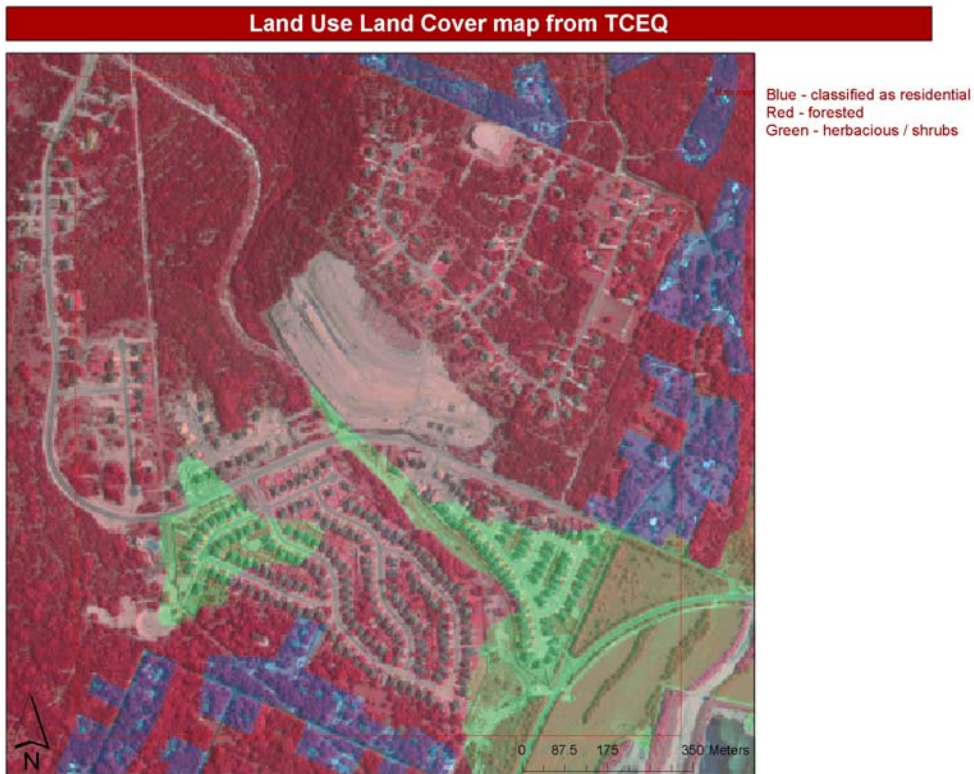 Land Use Land Cover map from TCEQ
Blue - classified as residential
Red - forested
Green - herbacious / shrubs
N
0 87.5 175 350 Meters